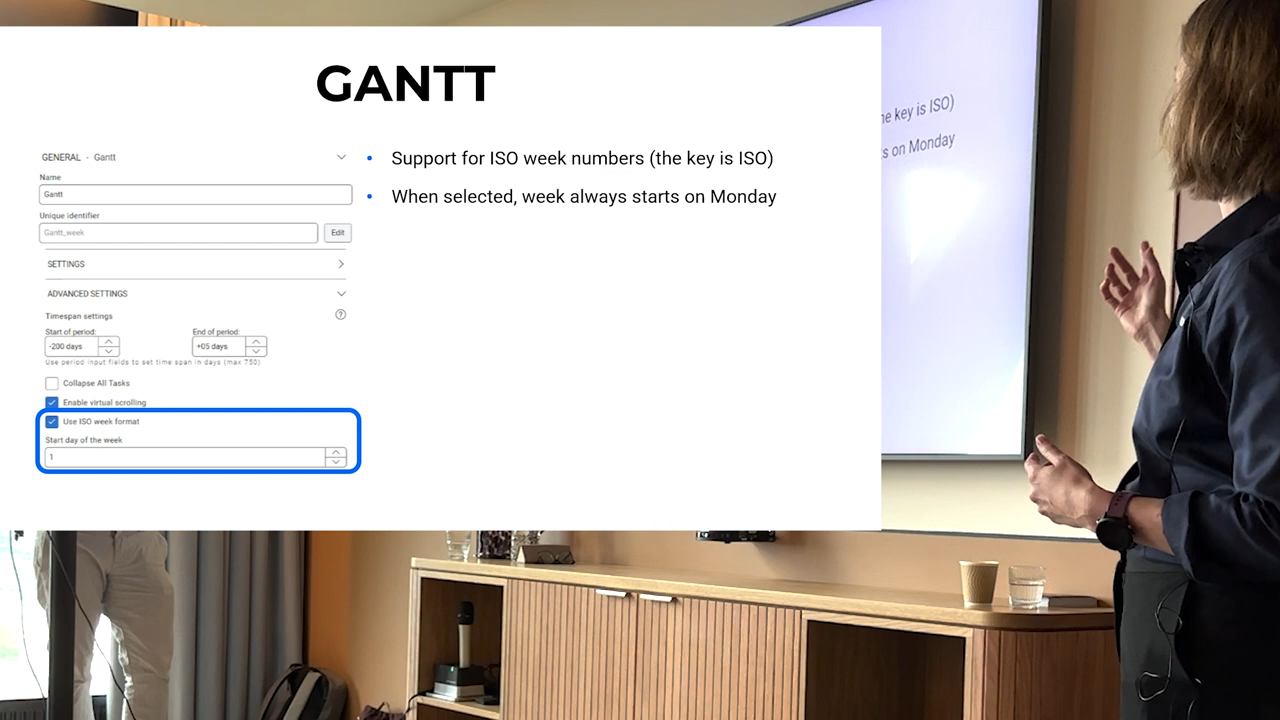 GANTT
GENERAL - Gantt
Name
Gantt
Unique identifier
Gantt_week
Edit
SETTINGS
ADVANCED SETTINGS
Timespan settings
Start of period:
End of period:
-200 days
+05 days
Use period input fields to set time span in days (max 750)
Collapse All Tasks
Enable virtual scrolling
Use ISO week format
Start day of the week
1
• Support for ISO week numbers (the key is ISO)
• When selected, week always starts on Monday
he key is ISO)
s on Monday